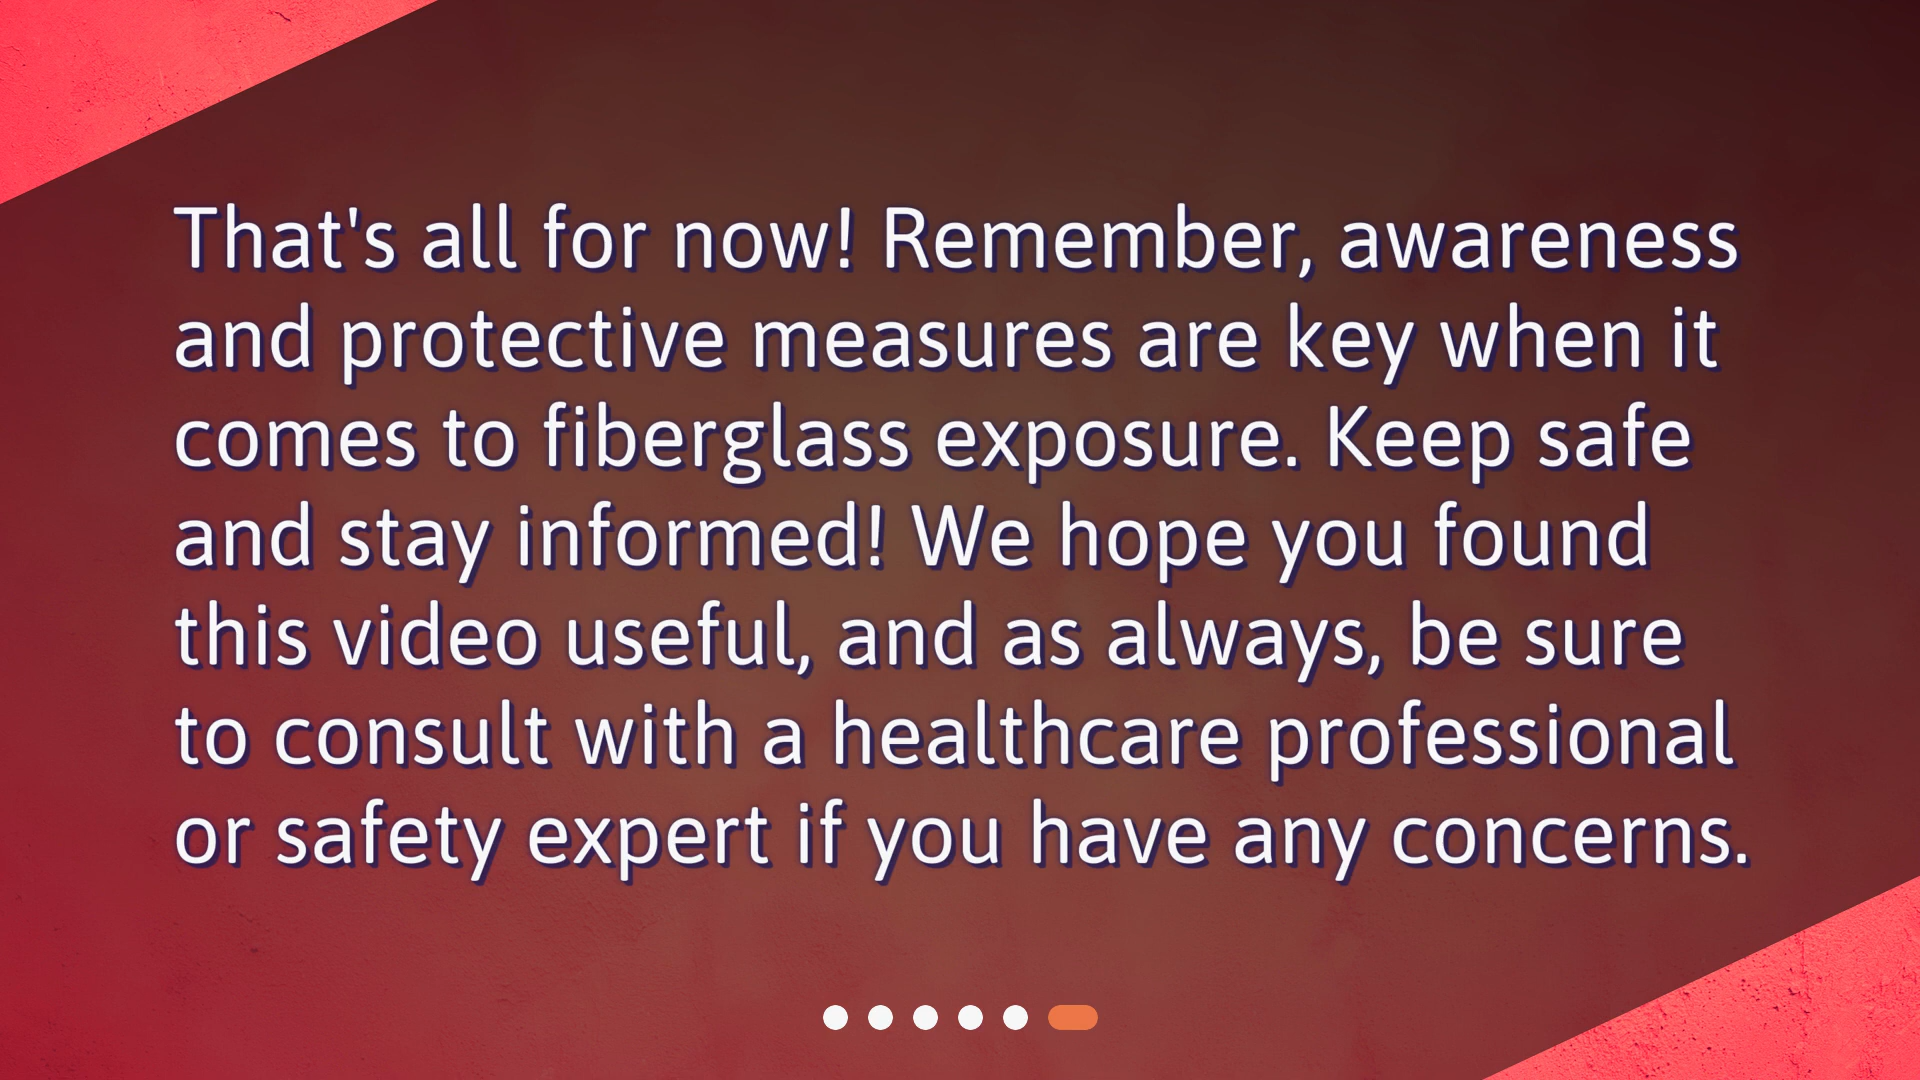 That's all for now! Remember, awareness
and protective measures are key when it
comes to fiberglass exposure. Keep safe
and stay informed! We hope you found
this video useful, and as always, be sure
to consult with a healthcare professional
or safety expert if you have any concerns.